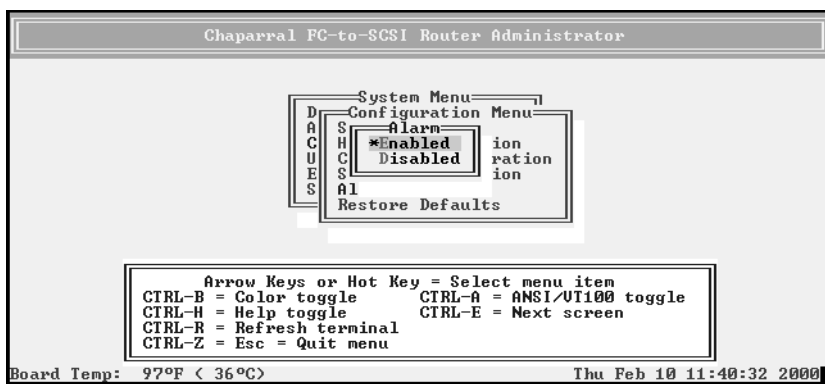 Chaparral FC-to-SCSI Router Administrator
System Menu
D Configuration Menu
A S Alarm
C H *Enabled ion
U C Disabled ration
E S ion
S Al
Restore Defaults
Arrow Keys or Hot Key = Select menu item
CTRL-B = Color toggle CTRL-A = ANSI/VT100 toggle
CTRL-H = Help toggle CTRL-E = Next screen
CTRL-R = Refresh terminal
CTRL-Z = Esc = Quit menu
Board Temp: 97ºF ( 36ºC) Thu Feb 10 11:40:32 2000